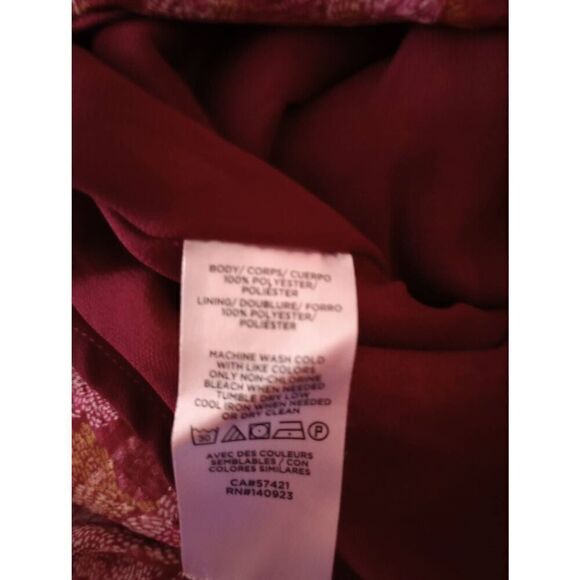 BODY/ CORPS/ CUERPO
100% POLYESTER/
POLIÉSTER
LINING/ DOUBLURE/ FORRO
100% POLYESTER/
POLIÉSTER
MACHINE WASH COLD
WITH LIKE COLORS
ONLY NON-CHLORINE
BLEACH WHEN NEEDED
TUMBLE DRY LOW
COOL IRON WHEN NEEDED
OR DRY CLEAN
30 P
AVEC DES COULEURS
SEMBLABLES / CON
COLORES SIMILARES
CA#57421
RN#140923